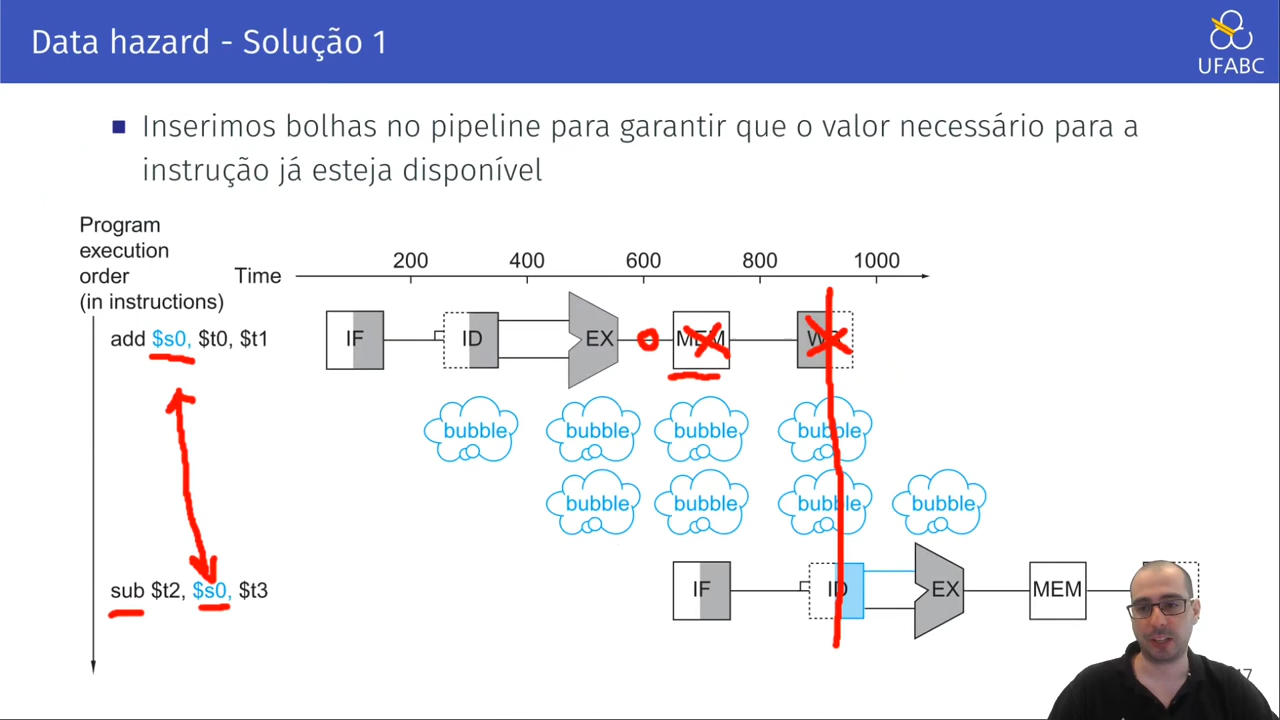 Data hazard - Solução 1
UFABC
Inserimos bolhas no pipeline para garantir que o valor necessário para a
instrução já esteja disponível
Program
execution
order
(in instructions)
Time
200 400 600 800 1000
add $s0, $t0, $t1
IF ID EX MEM
bubble bubble bubble bubble
bubble bubble bubble bubble
sub $t2, $s0, $t3
IF ID EX MEM